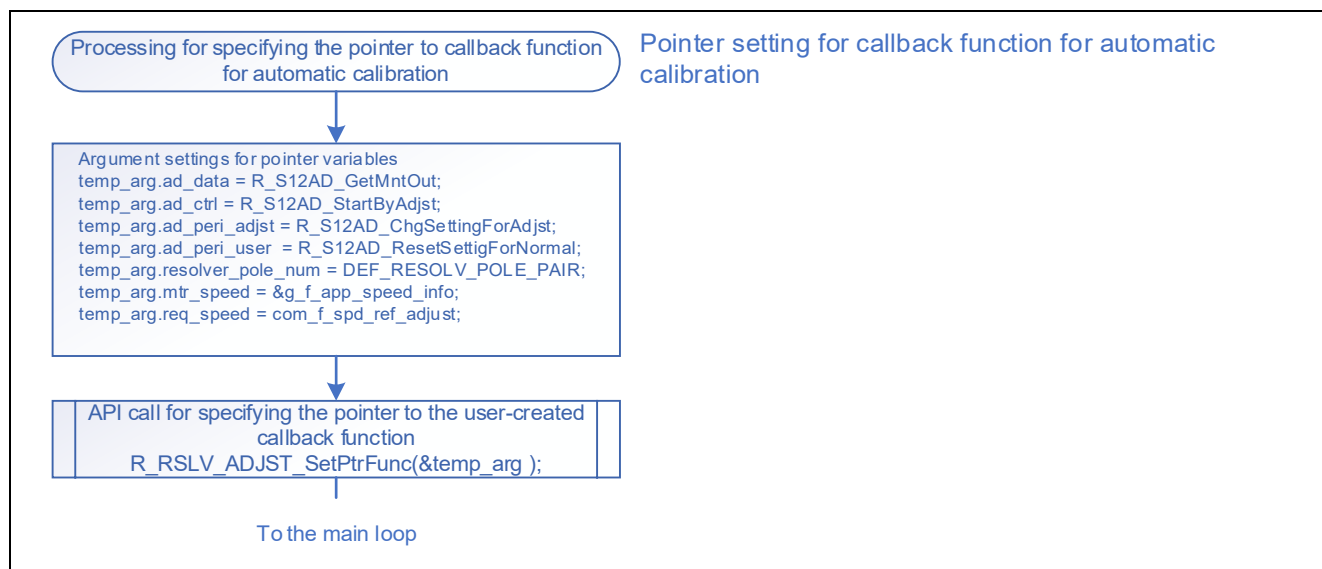 Processing for specifying the pointer to callback function
for automatic calibration
Pointer setting for callback function for automatic
calibration
Argument settings for pointer variables
temp_arg.ad_data = R_S12AD_GetMntOut;
temp_arg.ad_ctrl = R_S12AD_StartByAdjst;
temp_arg.ad_peri_adjst = R_S12AD_ChgSettingForAdjst;
temp_arg.ad_peri_user  = R_S12AD_ResetSettigForNormal;
temp_arg.resolver_pole_num = DEF_RESOLV_POLE_PAIR;
temp_arg.mtr_speed = &g_f_app_speed_info;
temp_arg.req_speed = com_f_spd_ref_adjust;
API call for specifying the pointer to the user-created
callback function
R_RSLV_ADJST_SetPtrFunc(&temp_arg );
To the main loop